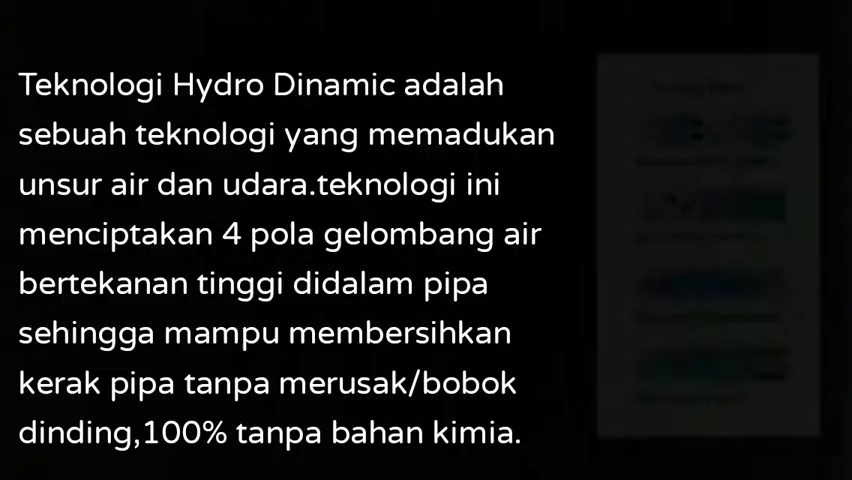 Teknologi Hydro Dinamic adalah
sebuah teknologi yang memadukan
unsur air dan udara.teknologi ini
menciptakan 4 pola gelombang air
bertekanan tinggi didalam pipa
sehingga mampu membersihkan
kerak pipa tanpa merusak/bobok
dinding,100% tanpa bahan kimia.